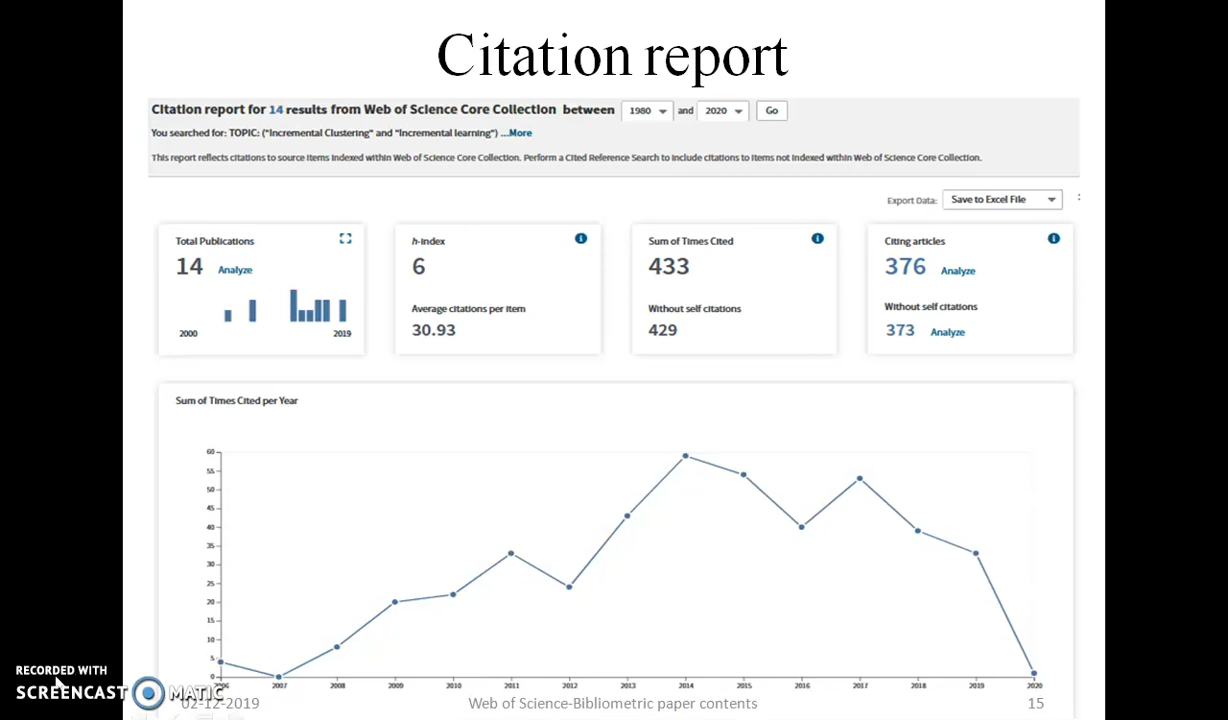 Citation report
Citation report for 14 results from Web of Science Core Collection between 1980 and 2020 Go
You searched for: TOPIC: ("Incremental Clustering" and "Incremental learning") ...More
This report reflects citations to source items indexed within Web of Science Core Collection. Perform a Cited Reference Search to include citations to items not indexed within Web of Science Core Collection.
Export Data: Save to Excel File
Total Publications
14 Analyze
2000 2019
h-index
6
Average citations per item
30.93
Sum of Times Cited
433
Without self citations
429
Citing articles
376 Analyze
Without self citations
373 Analyze
Sum of Times Cited per Year
60
55
50
45
40
35
30
25
20
15
10
5
0
2007 2008 2009 2010 2011 2012 2013 2014 2015 2016 2017 2018 2019 2020
RECORDED WITH
SCREENCAST MATIC
02-12-2019 Web of Science-Bibliometric paper contents 15